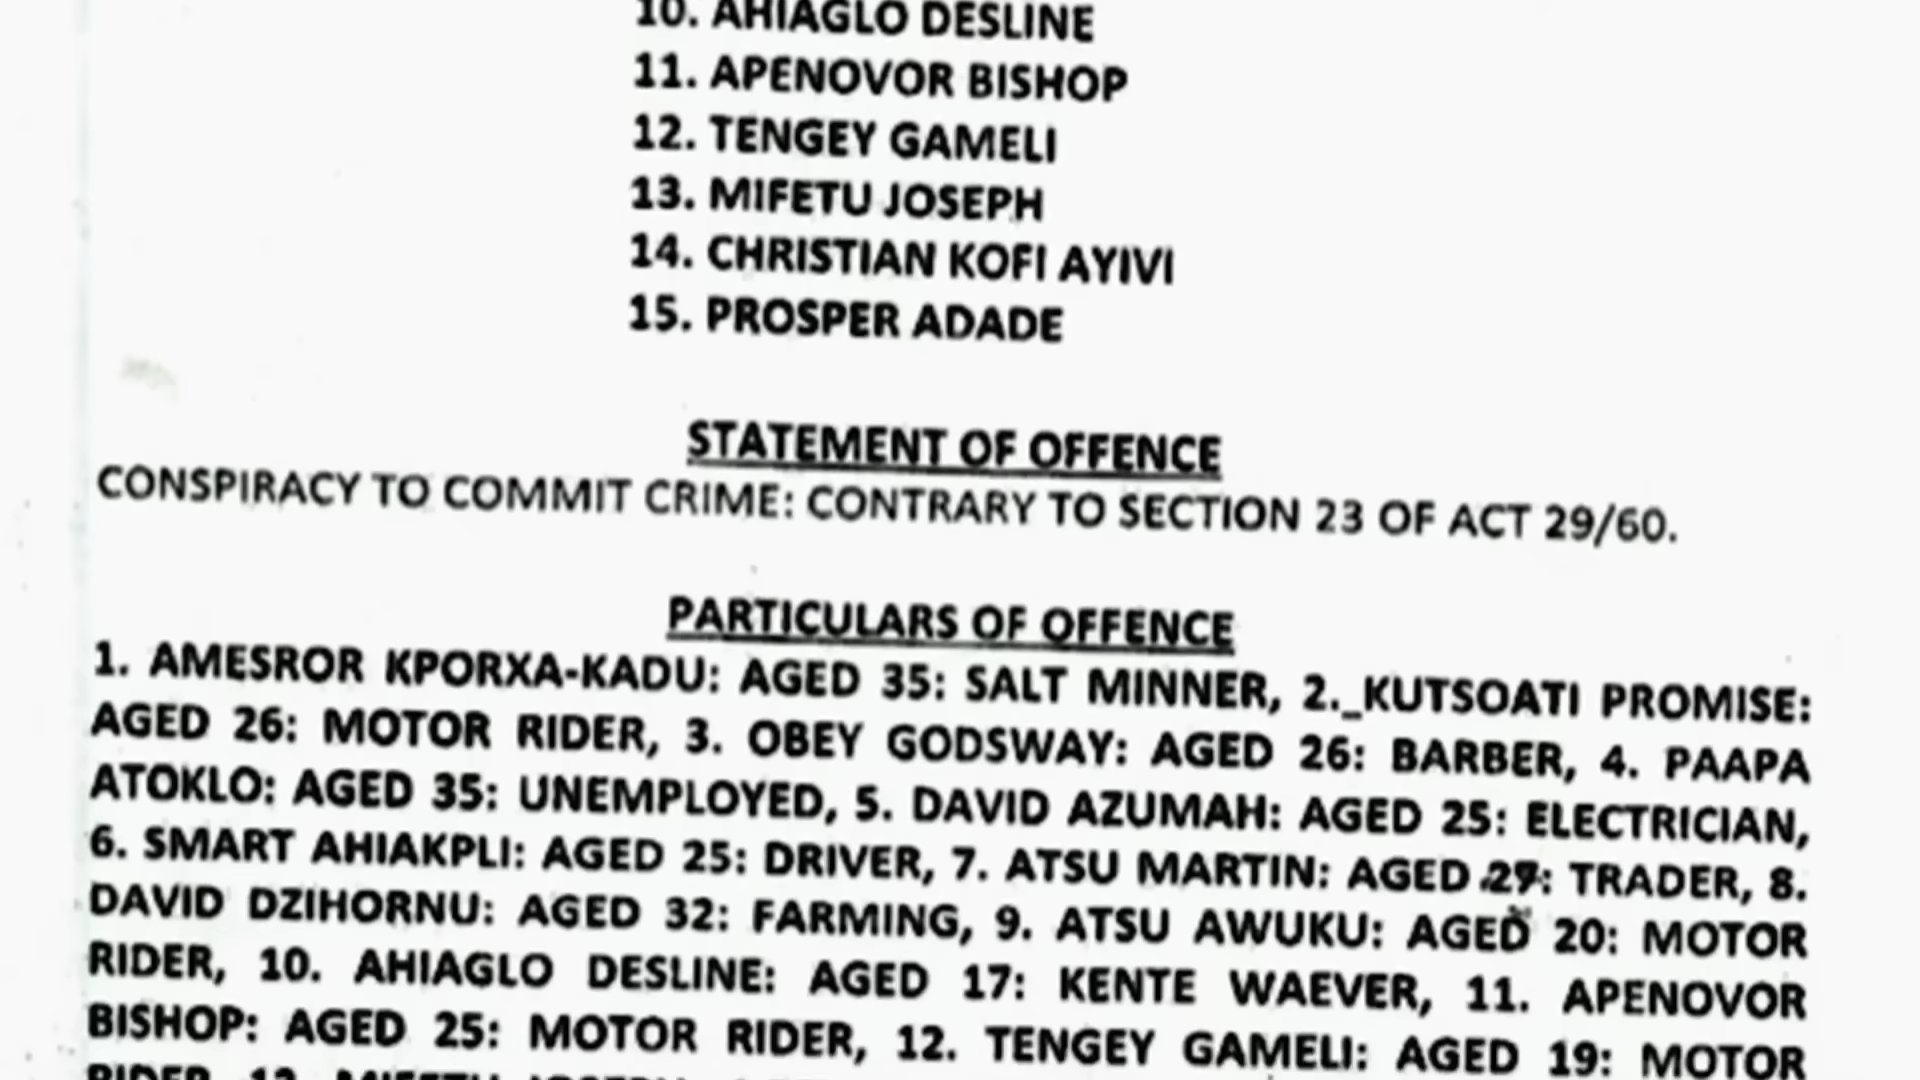 10. AHIAGLO DESLINE
11. APENOVOR BISHOP
12. TENGEY GAMELI
13. MIFETU JOSEPH
14. CHRISTIAN KOFI AYIVI
15. PROSPER ADADE
STATEMENT OF OFFENCE
CONSPIRACY TO COMMIT CRIME: CONTRARY TO SECTION 23 OF ACT 29/60.
PARTICULARS OF OFFENCE
1. AMESROR KPORXA-KADU: AGED 35: SALT MINNER, 2._KUTSOATI PROMISE:
AGED 26: MOTOR RIDER, 3. OBEY GODSWAY: AGED 26: BARBER, 4. PAAPA
ATOKLO: AGED 35: UNEMPLOYED, 5. DAVID AZUMAH: AGED 25: ELECTRICIAN,
6. SMART AHIAKPLI: AGED 25: DRIVER, 7. ATSU MARTIN: AGED 27: TRADER, 8.
DAVID DZIHORNU: AGED 32: FARMING, 9. ATSU AWUKU: AGED 20: MOTOR
RIDER, 10. AHIAGLO DESLINE: AGED 17: KENTE WAEVER, 11. APENOVOR
BISHOP: AGED 25: MOTOR RIDER, 12. TENGEY GAMELI: AGED 19: MOTOR
RIDER, 13. MIFETU JOSEPH: